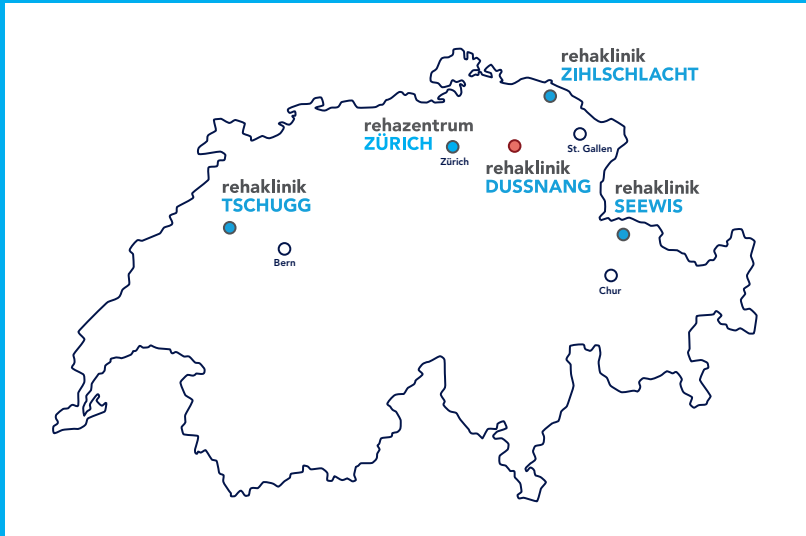 rehaklinik
ZIHLSCHLACHT
rehazentrum
ZÜRICH
Zürich
St. Gallen
rehaklinik
DUSSNANG
rehaklinik
TSCHUGG
rehaklinik
SEEWIS
Bern
Chur